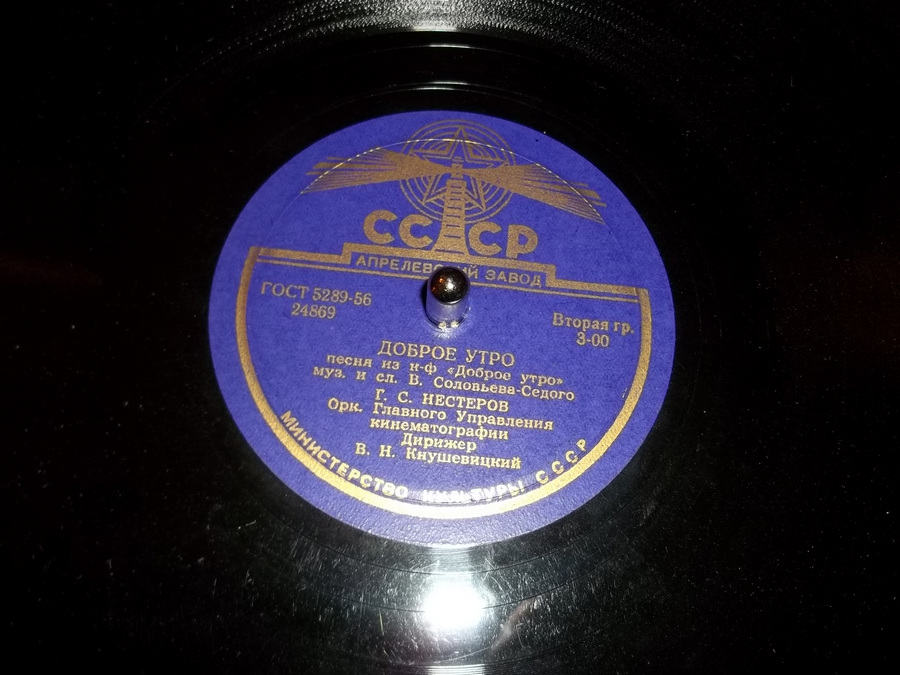 СССР
АПРЕЛЕВСКИЙ ЗАВОД
ГОСТ 5289-56
24869
Вторая гр.
3-00
ДОБРОЕ УТРО
песня из к-ф «Доброе утро»
муз. и сл. В. Соловьева-Седого
Г. С. НЕСТЕРОВ
Орк. Главного Управления
кинематографии
Дирижер
В. Н. Кнушевицкий
МИНИСТЕРСТВО КУЛЬТУРЫ СССР